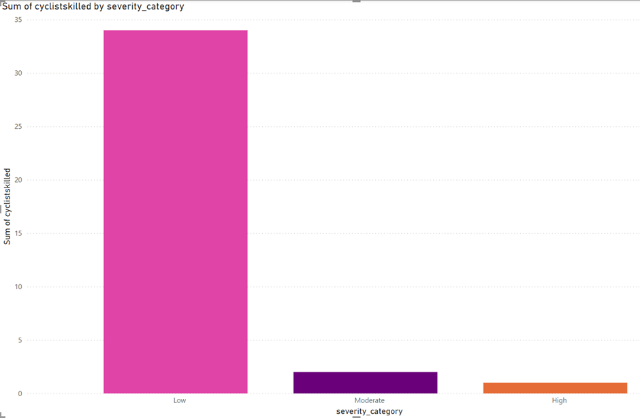 Sum of cyclistskilled by severity_category
35
30
25
20
15
10
5
0
Sum of cyclistskilled
Low Moderate High
severity_category